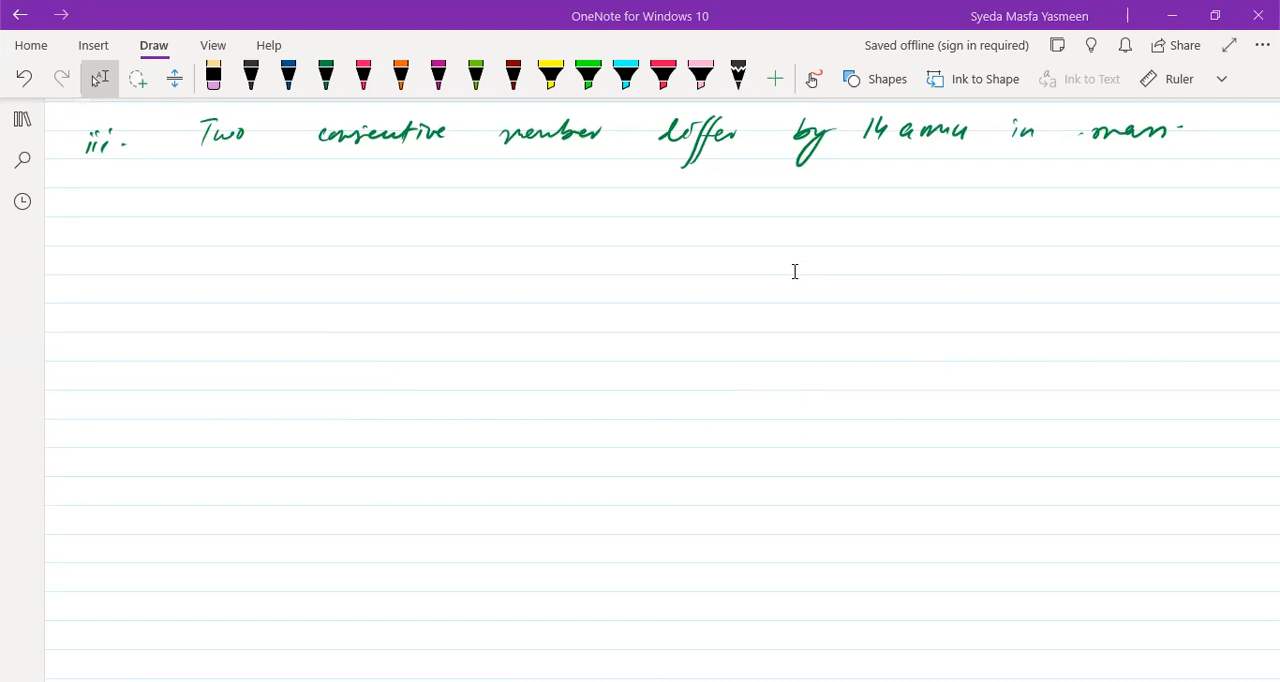 OneNote for Windows 10
Syeda Masfa Yasmeen
Home Insert Draw View Help
Saved offline (sign in required) Share
Shapes Ink to Shape Ink to Text Ruler
iii. Two consecutive member differ by 14 amu in mass.